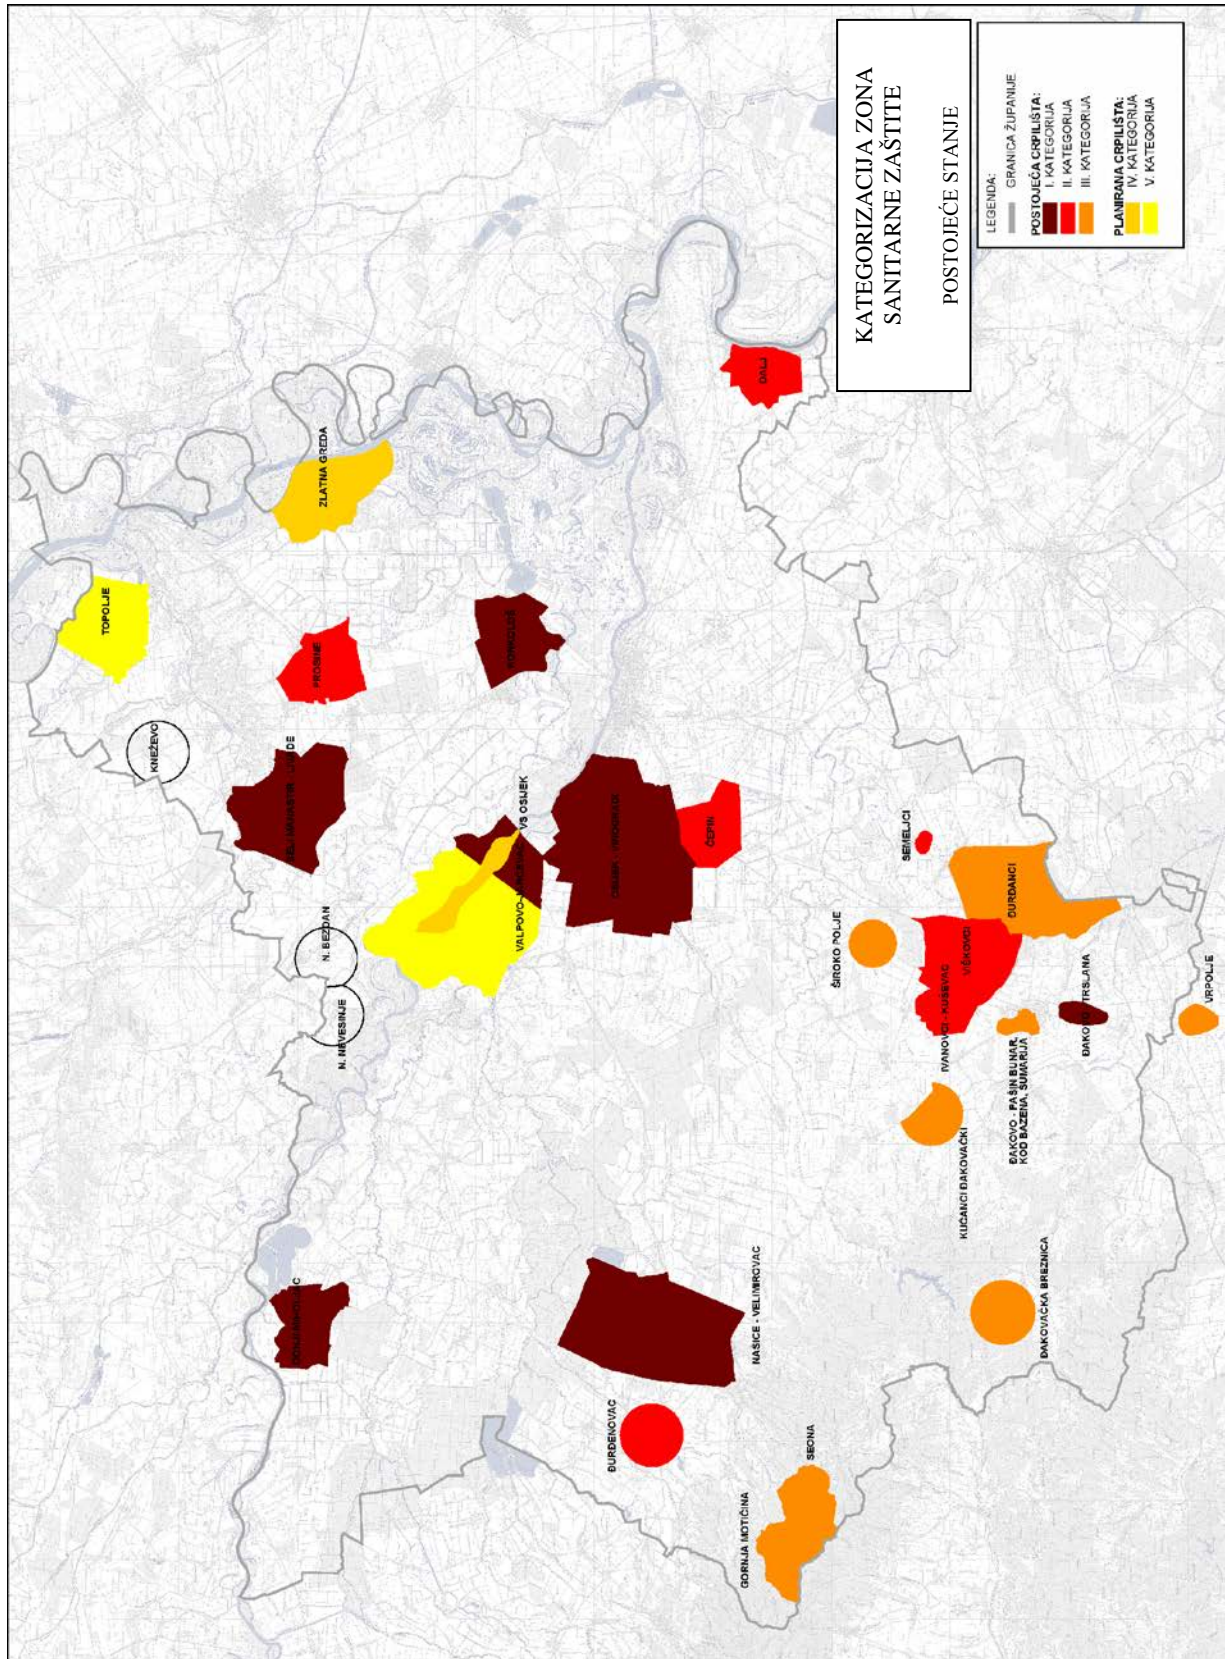 KATEGORIZACIJA ZONA
SANITARNE ZAŠTITE
POSTOJEĆE STANJE
LEGENDA:
GRANICA ŽUPANIJE
POSTOJEĆA CRPILIŠTA:
I. KATEGORIJA
II. KATEGORIJA
III. KATEGORIJA
PLANIRANA CRPILIŠTA:
IV. KATEGORIJA
V. KATEGORIJA
TOPOLJE
KNEŽEVO
ZLATNA GREDA
PROSINE
N. BEZDAN
N. NEVESINJE
VS OSIJEK
ČEPIN
DALJ
ĐURĐENOVAC
NAŠICE - VELIMIROVAC
GORNJA MOTIČINA
SEONA
ŠIROKO POLJE
SEMELJCI
IVANOVCI - KUŠEVAC
VIŠKOVCI
ĐURĐANCI
KUČANCI ĐAKOVAČKI
ĐAKOVO - PAŠIN BUNAR,
KOD BAZENA, ŠUMARIJA
ĐAKOVO - TRSLANA
VRPOLJE
ĐAKOVAČKA BREZNICA